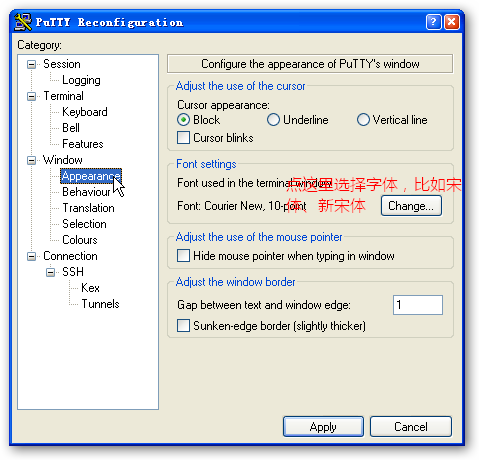 PuTTY Reconfiguration
Category:
Session
Logging
Terminal
Keyboard
Bell
Features
Window
Appearance
Behaviour
Translation
Selection
Colours
Connection
SSH
Kex
Tunnels
Configure the appearance of PuTTY's window
Adjust the use of the cursor
Cursor appearance:
Block
Underline
Vertical line
Cursor blinks
Font settings
Font used in the terminal window
点这里选择字体，比如宋
体、新宋体
Font: Courier New, 10-point
Change...
Adjust the use of the mouse pointer
Hide mouse pointer when typing in window
Adjust the window border
Gap between text and window edge:
1
Sunken-edge border (slightly thicker)
Apply
Cancel